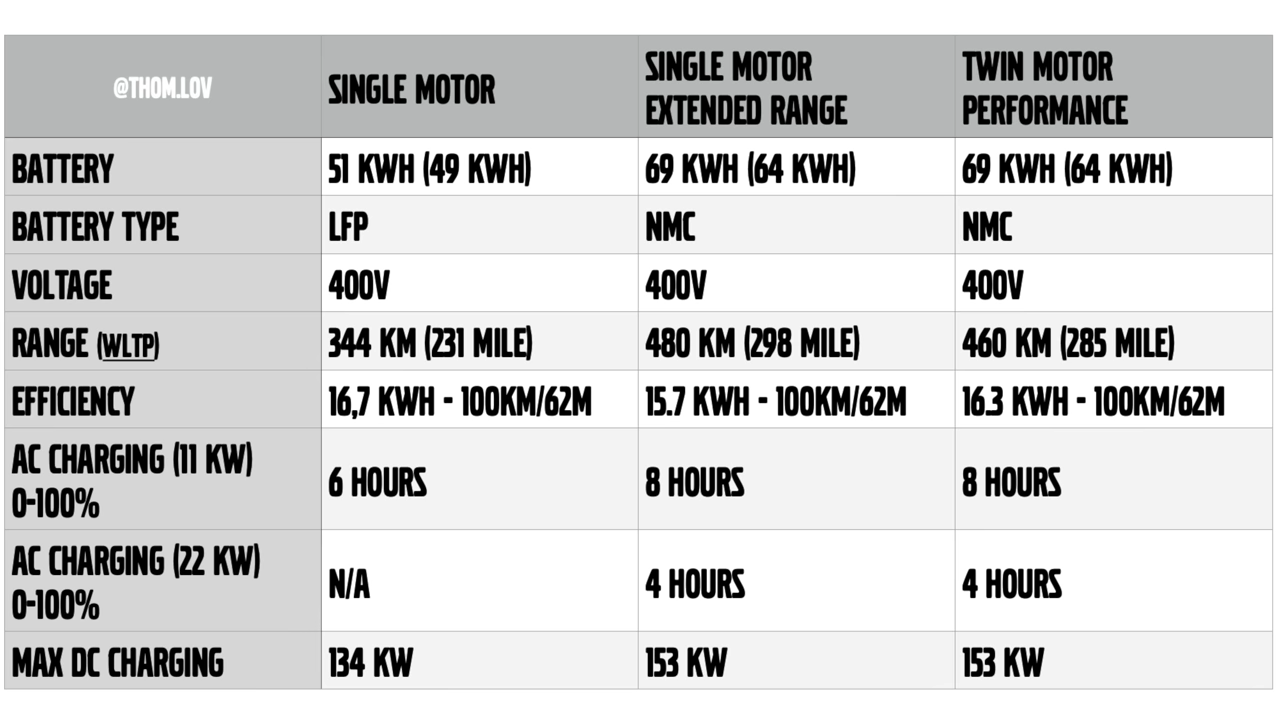 @THOM.LOV
SINGLE MOTOR
SINGLE MOTOR
EXTENDED RANGE
TWIN MOTOR
PERFORMANCE
BATTERY
51 KWH (49 KWH)
69 KWH (64 KWH)
69 KWH (64 KWH)
BATTERY TYPE
LFP
NMC
NMC
VOLTAGE
400V
400V
400V
RANGE (WLTP)
344 KM (231 MILE)
480 KM (298 MILE)
460 KM (285 MILE)
EFFICIENCY
16,7 KWH - 100KM/62M
15.7 KWH - 100KM/62M
16.3 KWH - 100KM/62M
AC CHARGING (11 KW)
0-100%
6 HOURS
8 HOURS
8 HOURS
AC CHARGING (22 KW)
0-100%
N/A
4 HOURS
4 HOURS
MAX DC CHARGING
134 KW
153 KW
153 KW